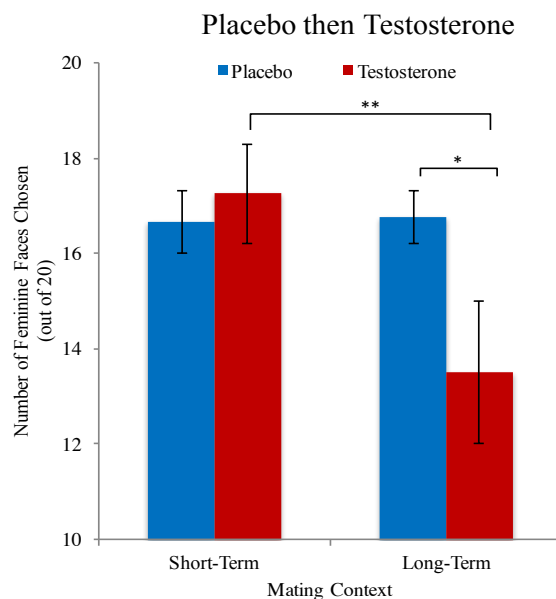 Placebo then Testosterone
Placebo
Testosterone
20
18
16
14
12
10
Number of Feminine Faces Chosen
(out of 20)
**
*
Short-Term
Long-Term
Mating Context